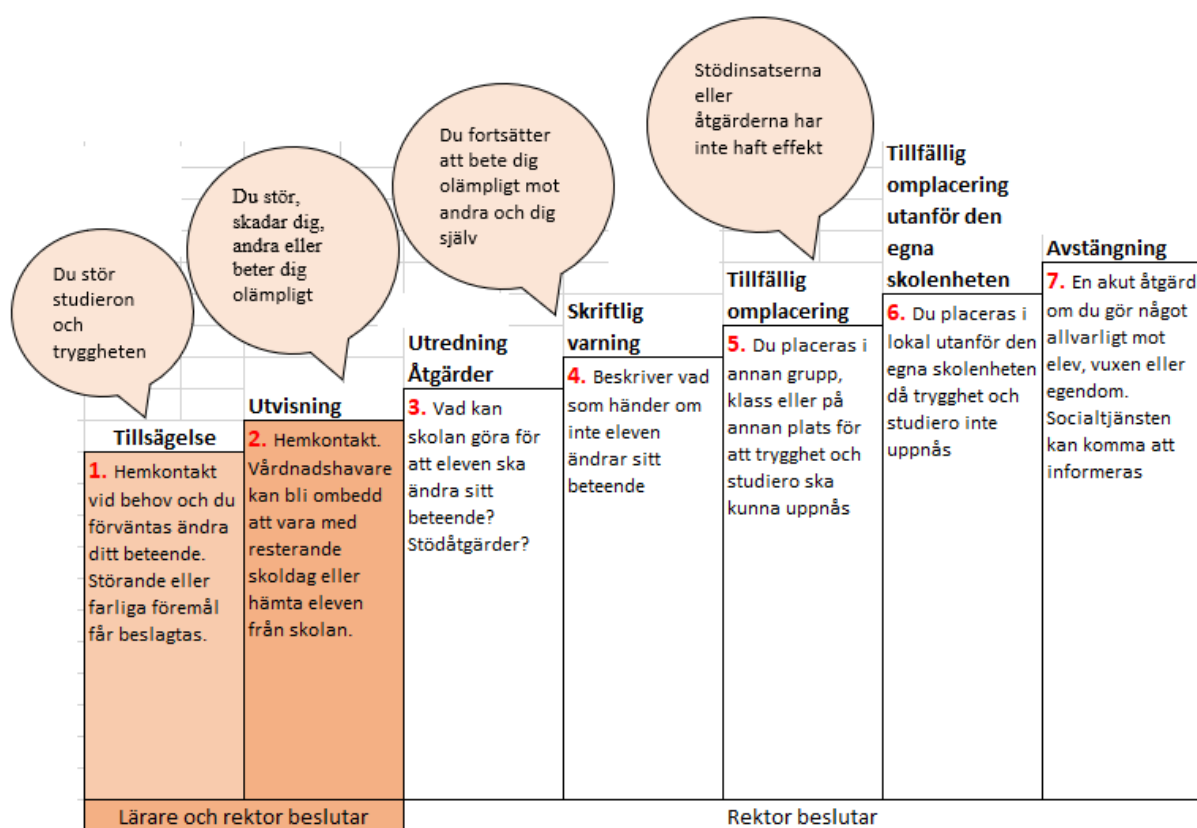 Du stör
studieron
och
tryggheten
Du stör,
skadar dig,
andra eller
beter dig
olämpligt
Du fortsätter
att bete dig
olämpligt mot
andra och dig
själv
Stödinsatserna
eller
åtgärderna har
inte haft effekt
Tillsägelse
1. Hemkontakt
vid behov och du
förväntas ändra
ditt beteende.
Störande eller
farliga föremål
får beslagtas.
Utvisning
2. Hemkontakt.
Vårdnadshavare
kan bli ombedd
att vara med
resterande
skoldag eller
hämta eleven
från skolan.
Utredning
Åtgärder
3. Vad kan
skolan göra för
att eleven ska
ändra sitt
beteende?
Stödåtgärder?
Skriftlig
varning
4. Beskriver vad
som händer om
inte eleven
ändrar sitt
beteende
Tillfällig
omplacering
5. Du placeras i
annan grupp,
klass eller på
annan plats för
att trygghet och
studiero ska
kunna uppnås
Tillfällig
omplacering
utanför den
egna
skolenheten
6. Du placeras i
lokal utanför den
egna skolenheten
då trygghet och
studiero inte
uppnås
Avstängning
7. En akut åtgärd
om du gör något
allvarligt mot
elev, vuxen eller
egendom.
Socialtjänsten
kan komma att
informeras
Lärare och rektor beslutar
Rektor beslutar